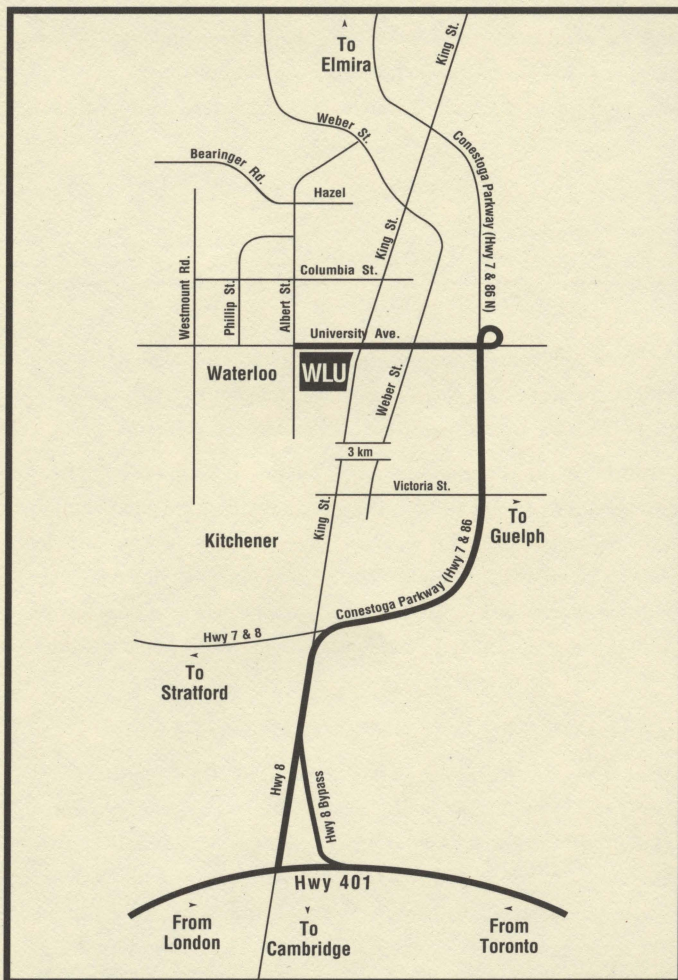 To
Elmira
King St.
Weber St.
Conestoga Parkway (Hwy 7 & 86 N)
Bearinger Rd.
Hazel
King St.
Westmount Rd.
Columbia St.
Phillip St.
Albert St.
University Ave.
Waterloo
WLU
Weber St.
3 km
Victoria St.
King St.
To
Guelph
Kitchener
Conestoga Parkway (Hwy 7 & 86
Hwy 7 & 8
To
Stratford
Hwy 8
Hwy 8 Bypass
Hwy 401
From
London
To
Cambridge
From
Toronto